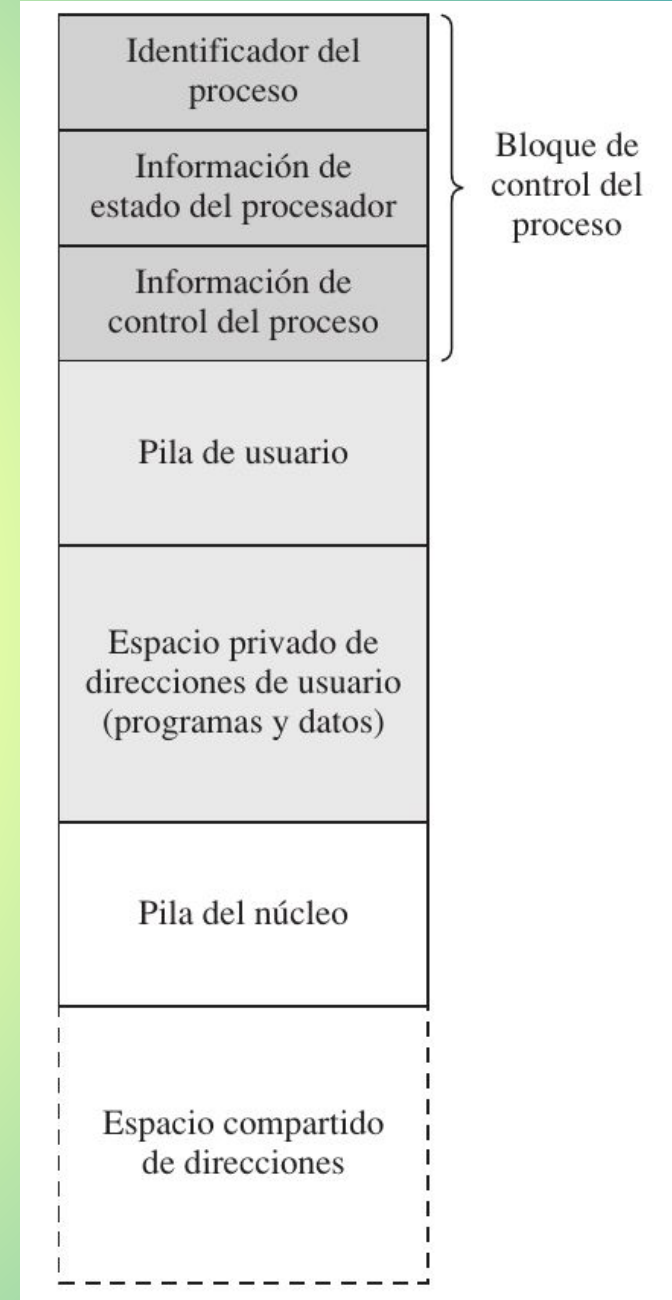 Identificador del
proceso
Información de
estado del procesador
Información de
control del proceso
Bloque de
control del
proceso
Pila de usuario
Espacio privado de
direcciones de usuario
(programas y datos)
Pila del núcleo
Espacio compartido
de direcciones